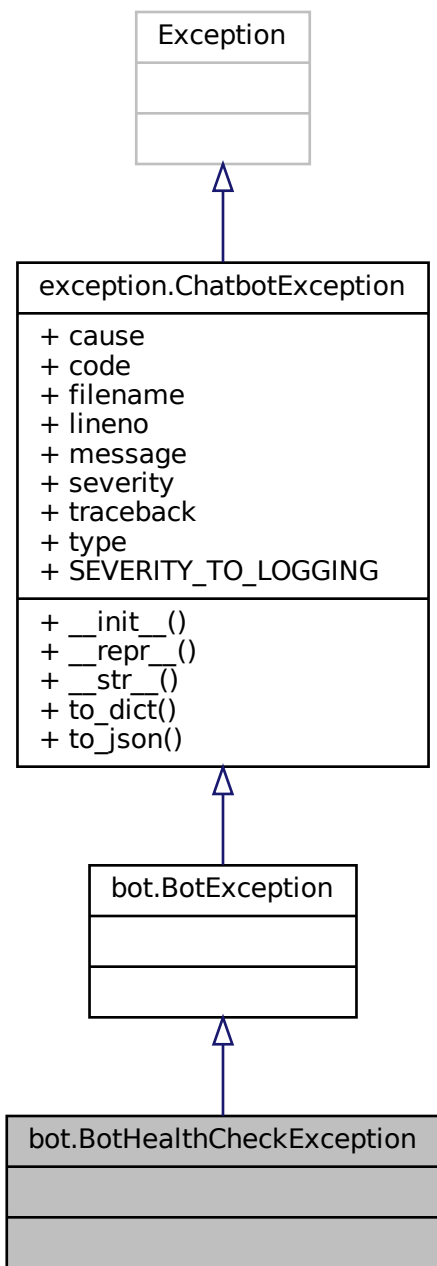 Exception
exception.ChatbotException
+ cause
+ code
+ filename
+ lineno
+ message
+ severity
+ traceback
+ type
+ SEVERITY_TO_LOGGING
+ __init__()
+ __repr__()
+ __str__()
+ to_dict()
+ to_json()
bot.BotException
bot.BotHealthCheckException